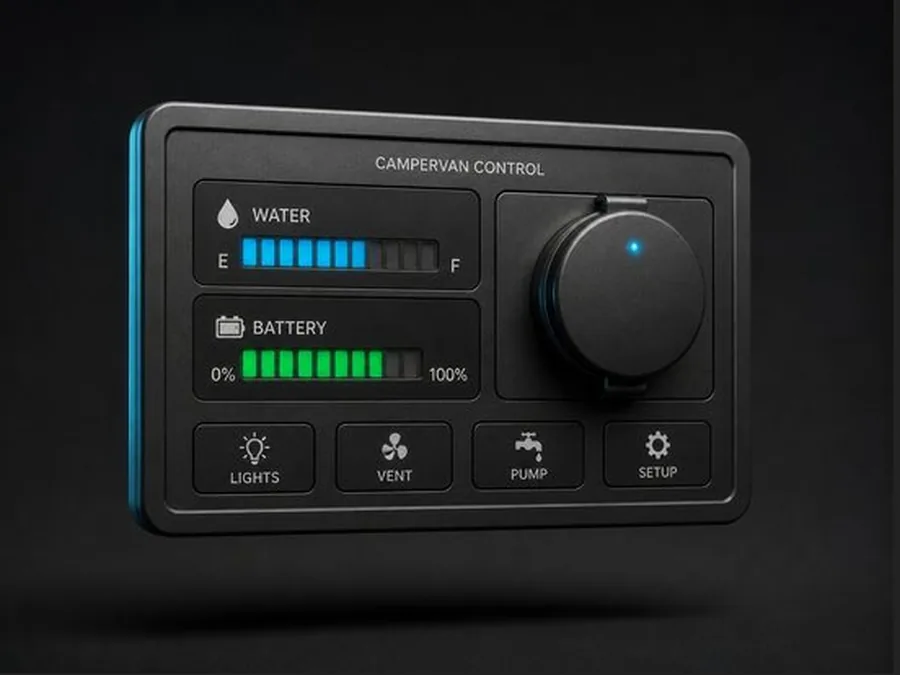 CAMPERVAN CONTROL
WATER
E F
BATTERY
0% 100%
LIGHTS VENT PUMP SETUP